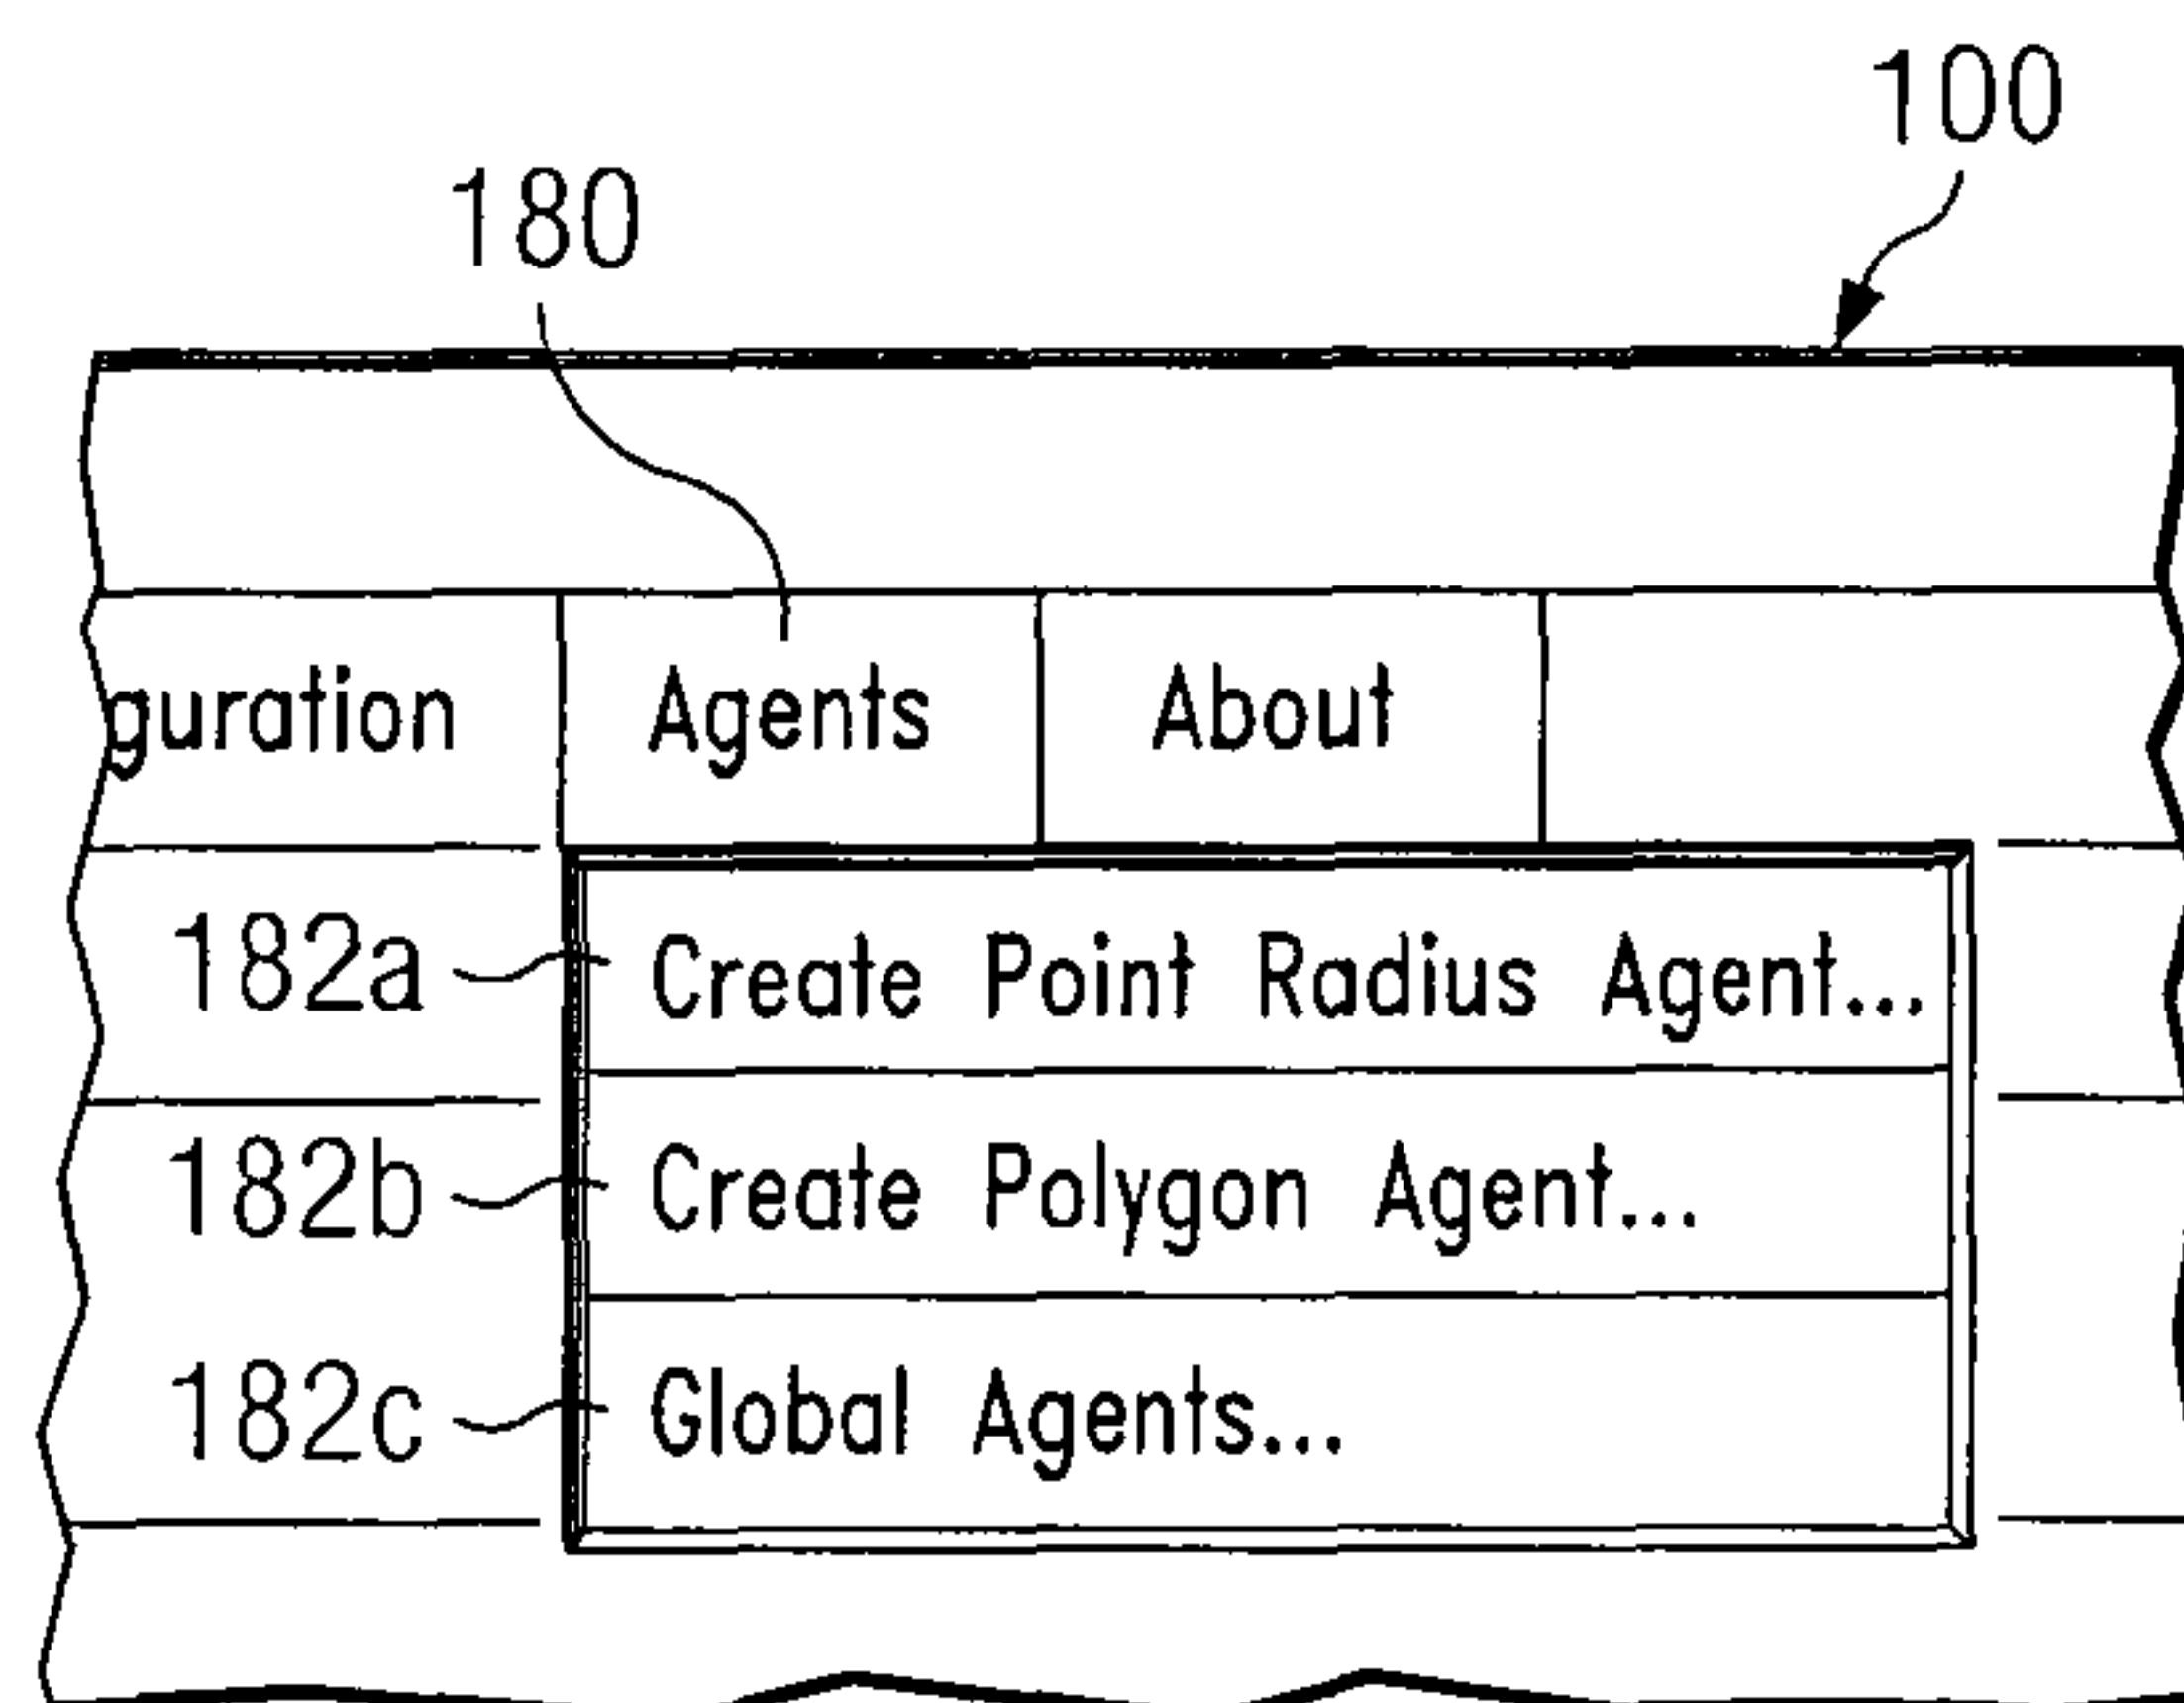 100
180
guration Agents About
182a Create Point Radius Agent...
182b Create Polygon Agent...
182c Global Agents...